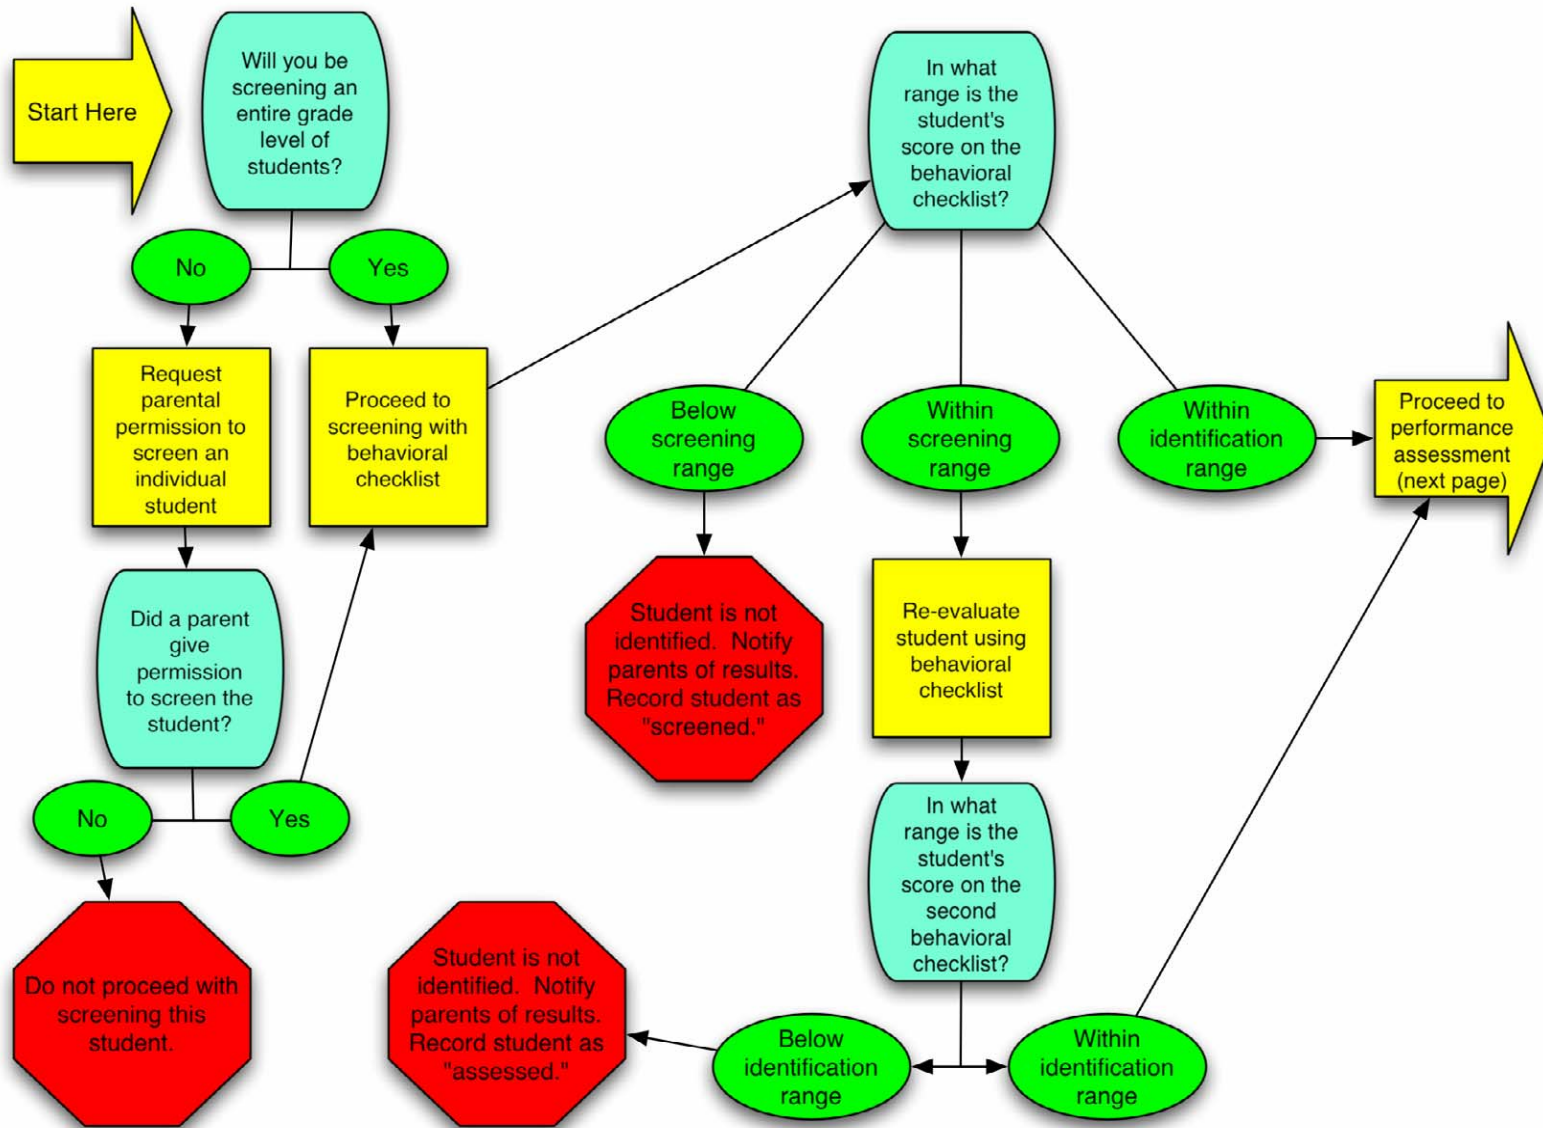 Start Here
Will you be
screening an
entire grade
level of
students?
No
Yes
Request
parental
permission to
screen an
individual
student
Proceed to
screening with
behavioral
checklist
Did a parent
give
permission
to screen the
student?
No
Yes
Do not proceed with
screening this
student.
In what
range is the
student's
score on the
behavioral
checklist?
Below
screening
range
Within
screening
range
Within
identification
range
Proceed to
performance
assessment
(next page)
Student is not
identified.  Notify
parents of results.
Record student as
"screened."
Re-evaluate
student using
behavioral
checklist
In what
range is the
student's
score on the
second
behavioral
checklist?
Below
identification
range
Within
identification
range
Student is not
identified.  Notify
parents of results.
Record student as
"assessed."